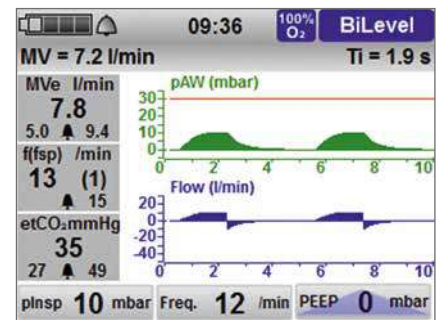 09:36 100% O₂ BiLevel
MV = 7.2 l/min Ti = 1.9 s
MVe l/min
7.8
5.0 9.4
f(fsp) /min
13 (1)
15
etCO₂mmHg
35
27 49
pAW (mbar)
30
20
10
0 2 4 6 8 10
Flow (l/min)
20
0
-20
-40
0 2 4 6 8 10
pInsp 10 mbar Freq. 12 /min PEEP 0 mbar